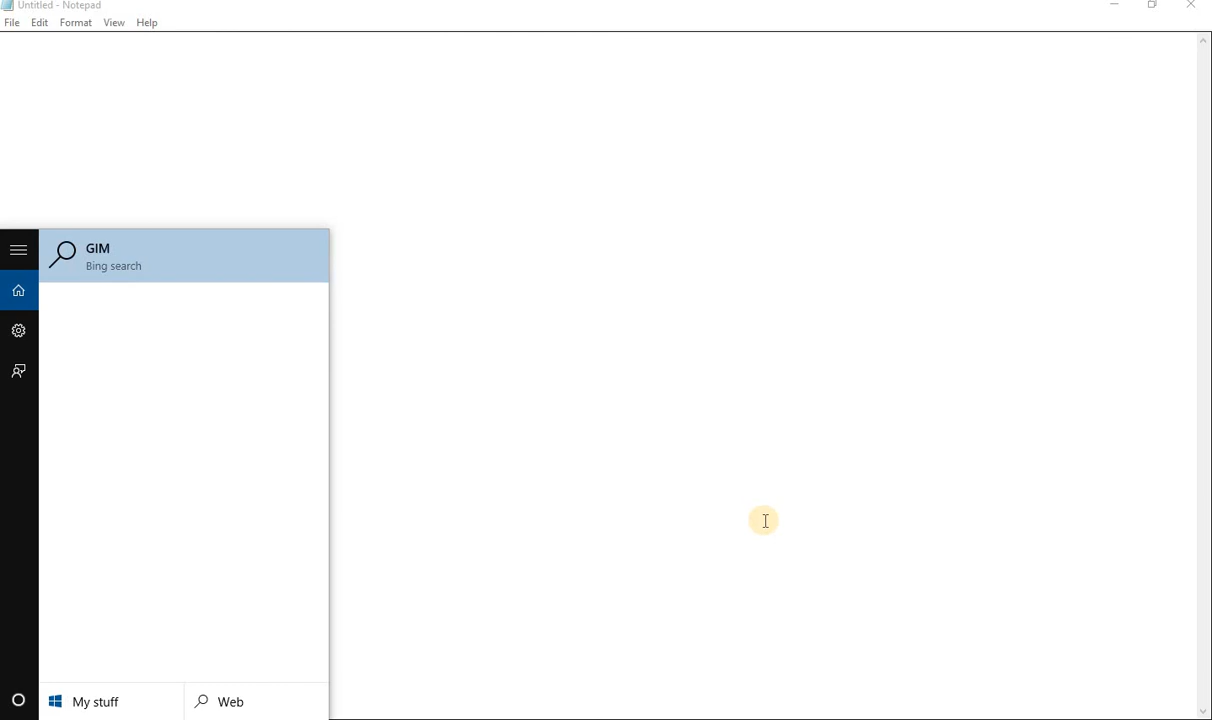 Untitled - Notepad
File Edit Format View Help
GIM
Bing search
My stuff
Web